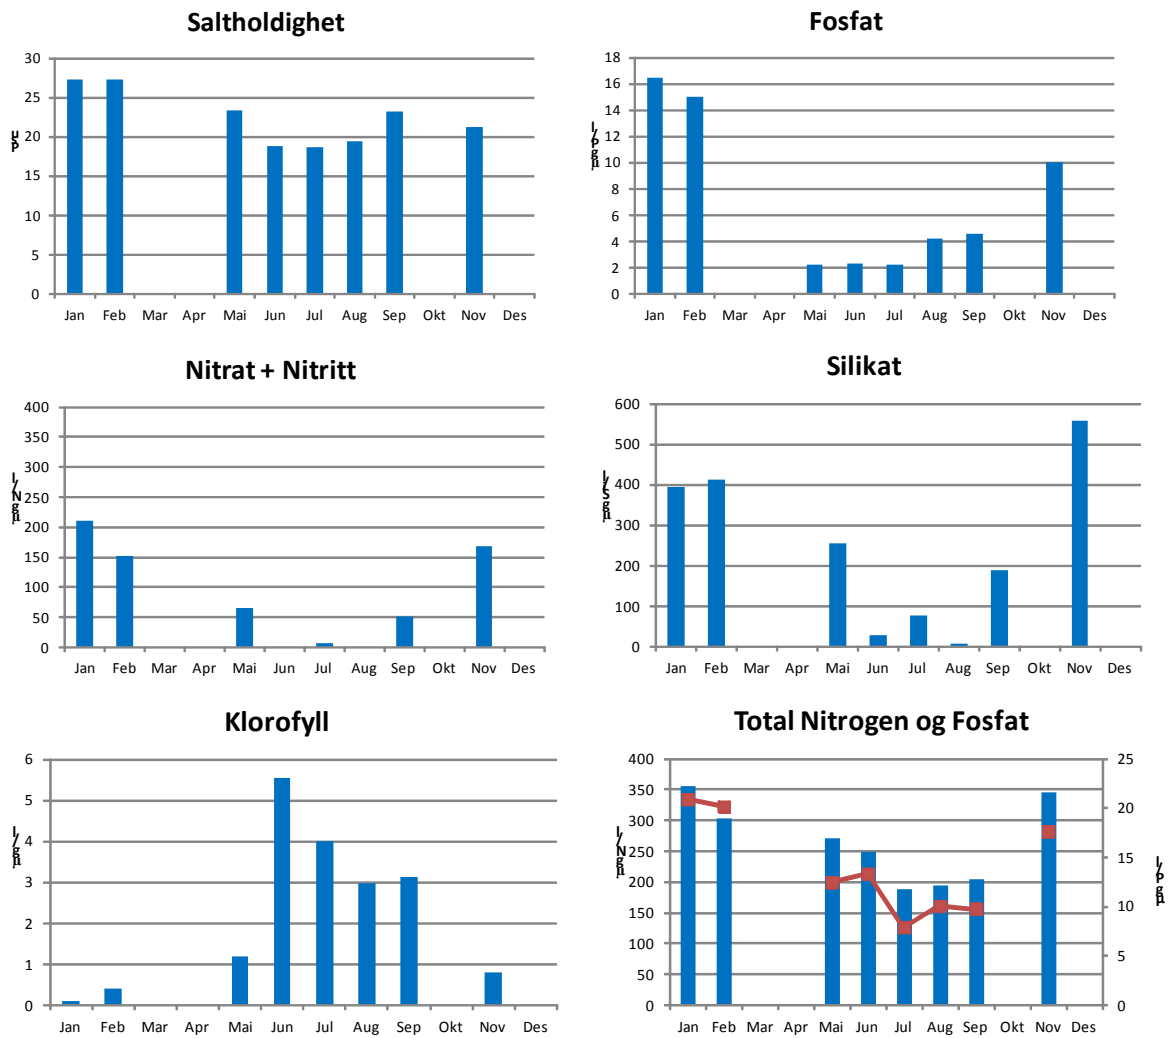 Saltholdighet
30
25
20
15
10
5
0
PSU
Jan Feb Mar Apr Mai Jun Jul Aug Sep Okt Nov Des
Fosfat
18
16
14
12
10
8
6
4
2
0
µgP/l
Jan Feb Mar Apr Mai Jun Jul Aug Sep Okt Nov Des
Nitrat + Nitritt
400
350
300
250
200
150
100
50
0
µgN/l
Jan Feb Mar Apr Mai Jun Jul Aug Sep Okt Nov Des
Silikat
600
500
400
300
200
100
0
µgS/l
Jan Feb Mar Apr Mai Jun Jul Aug Sep Okt Nov Des
Klorofyll
6
5
4
3
2
1
0
µg/l
Jan Feb Mar Apr Mai Jun Jul Aug Sep Okt Nov Des
Total Nitrogen og Fosfat
400
350
300
250
200
150
100
50
0
µgN/l
25
20
15
10
5
0
µgP/l
Jan Feb Mar Apr Mai Jun Jul Aug Sep Okt Nov Des